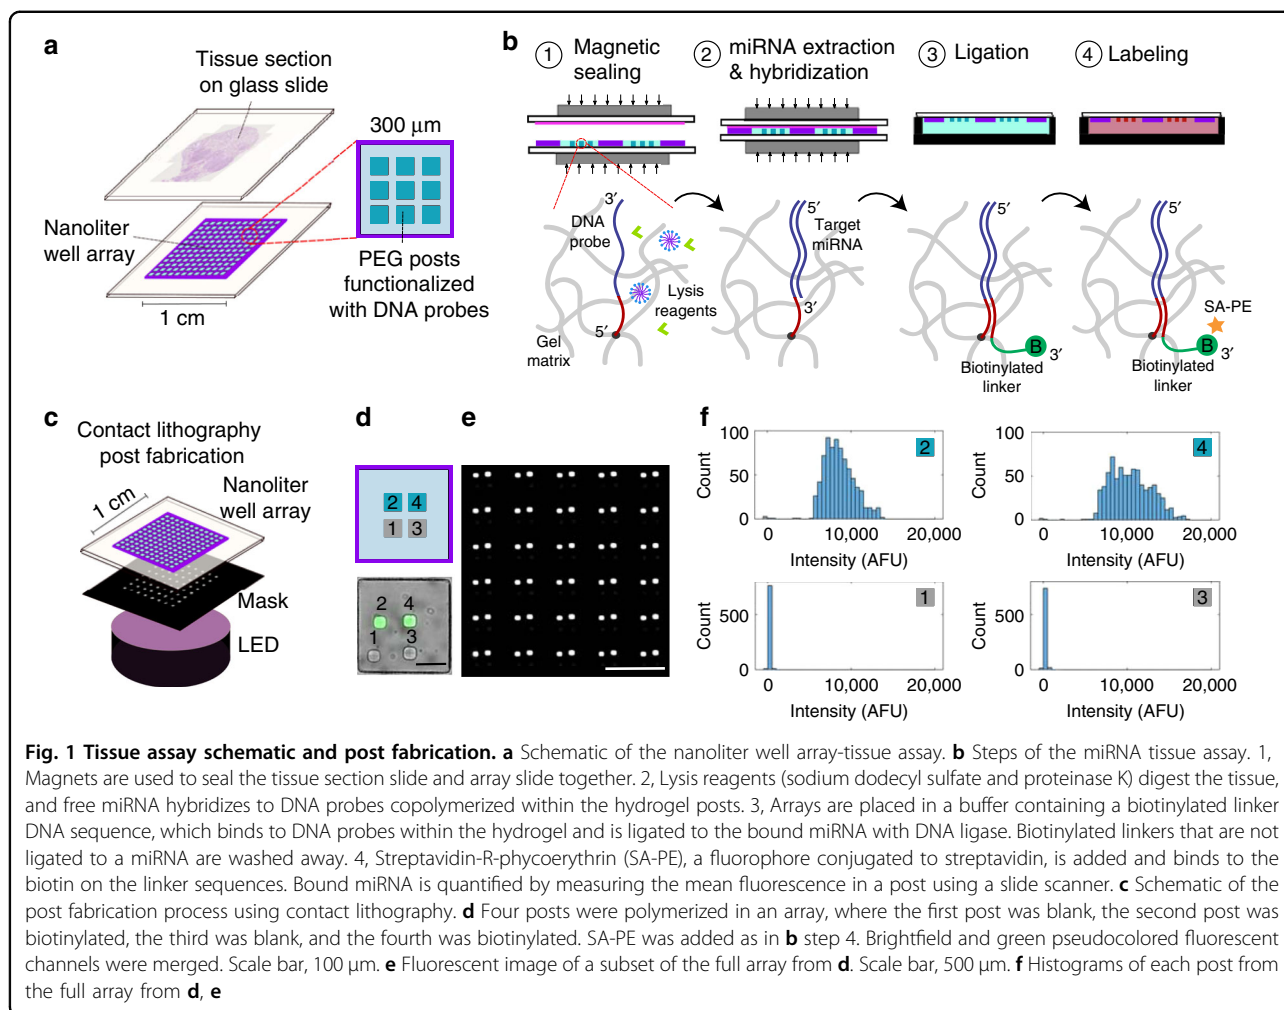 a
Tissue section
on glass slide
300 μm
Nanoliter
well array
PEG posts
functionalized
with DNA probes
1 cm
b
1 Magnetic
sealing
2 miRNA extraction
& hybridization
3 Ligation
4 Labeling
3′
DNA
probe
Lysis
reagents
5′
Gel
matrix
5′
Target
miRNA
3′
5′
B
3′
Biotinylated
linker
5′
SA-PE
B
3′
Biotinylated
linker
c
Contact lithography
post fabrication
1 cm
Nanoliter
well array
Mask
LED
d
2 4
1 3
2 4
1 3
e
f
100
50
0
Count
2
0 10,000 20,000
Intensity (AFU)
100
50
0
Count
4
0 10,000 20,000
Intensity (AFU)
500
0
Count
1
0 10,000 20,000
Intensity (AFU)
500
0
Count
3
0 10,000 20,000
Intensity (AFU)
Fig. 1 Tissue assay schematic and post fabrication. a Schematic of the nanoliter well array-tissue assay. b Steps of the miRNA tissue assay. 1,
Magnets are used to seal the tissue section slide and array slide together. 2, Lysis reagents (sodium dodecyl sulfate and proteinase K) digest the tissue,
and free miRNA hybridizes to DNA probes copolymerized within the hydrogel posts. 3, Arrays are placed in a buffer containing a biotinylated linker
DNA sequence, which binds to DNA probes within the hydrogel and is ligated to the bound miRNA with DNA ligase. Biotinylated linkers that are not
ligated to a miRNA are washed away. 4, Streptavidin-R-phycoerythrin (SA-PE), a fluorophore conjugated to streptavidin, is added and binds to the
biotin on the linker sequences. Bound miRNA is quantified by measuring the mean fluorescence in a post using a slide scanner. c Schematic of the
post fabrication process using contact lithography. d Four posts were polymerized in an array, where the first post was blank, the second post was
biotinylated, the third was blank, and the fourth was biotinylated. SA-PE was added as in b step 4. Brightfield and green pseudocolored fluorescent
channels were merged. Scale bar, 100 μm. e Fluorescent image of a subset of the full array from d. Scale bar, 500 μm. f Histograms of each post from
the full array from d, e